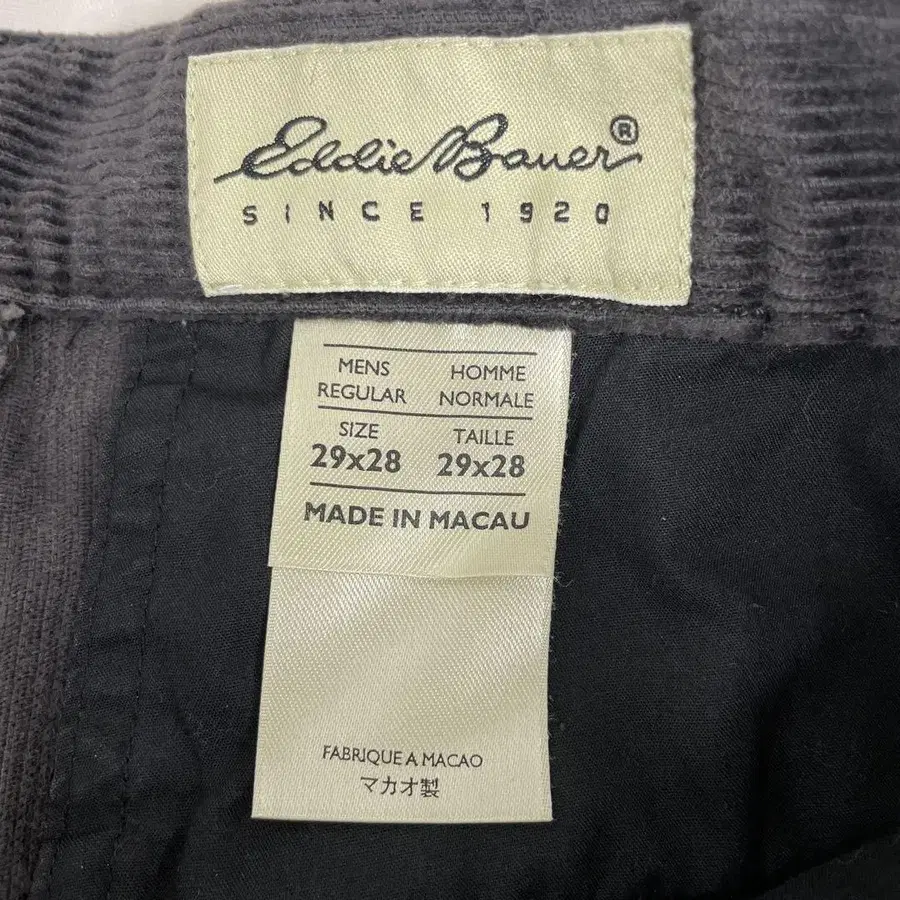 Eddie Bauer®
SINCE 1920
MENS HOMME
REGULAR NORMALE
SIZE TAILLE
29x28 29x28
MADE IN MACAU
FABRIQUE A MACAO
マカオ製